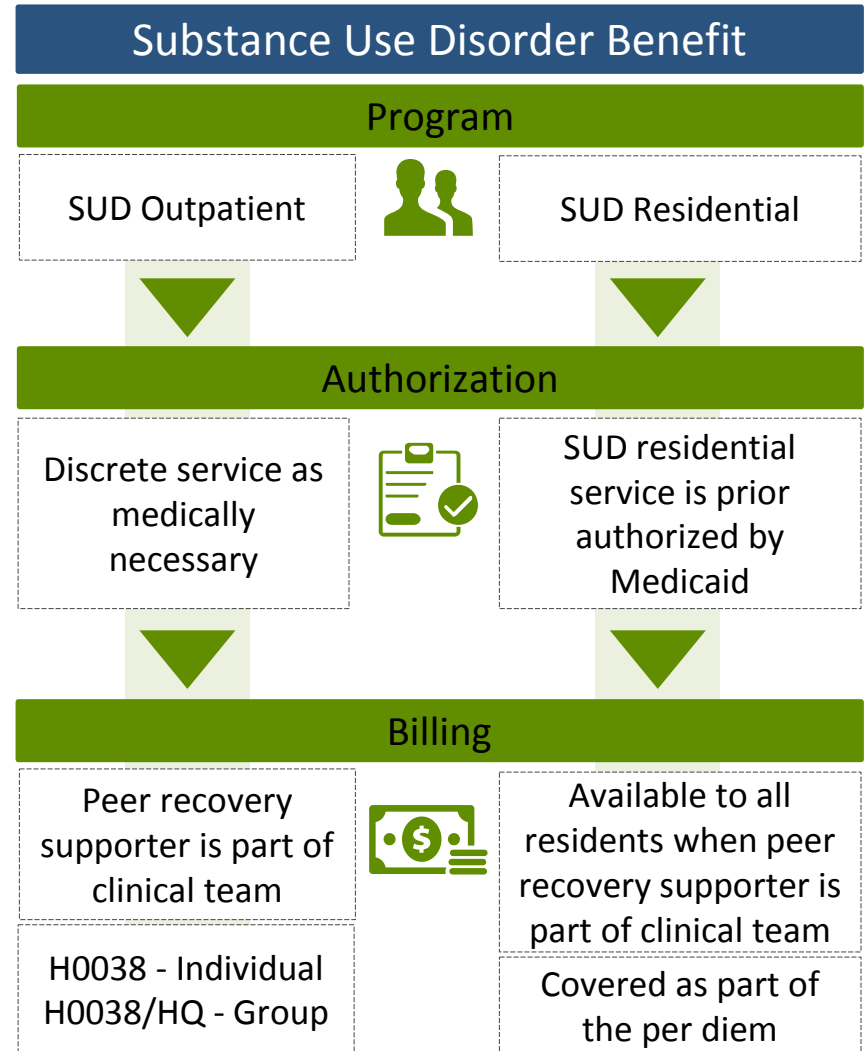 Substance Use Disorder Benefit
Program
SUD Outpatient
SUD Residential
Authorization
Discrete service as
medically
necessary
SUD residential
service is prior
authorized by
Medicaid
Billing
Peer recovery
supporter is part of
clinical team
Available to all
residents when peer
recovery supporter is
part of clinical team
H0038 - Individual
H0038/HQ - Group
Covered as part of
the per diem